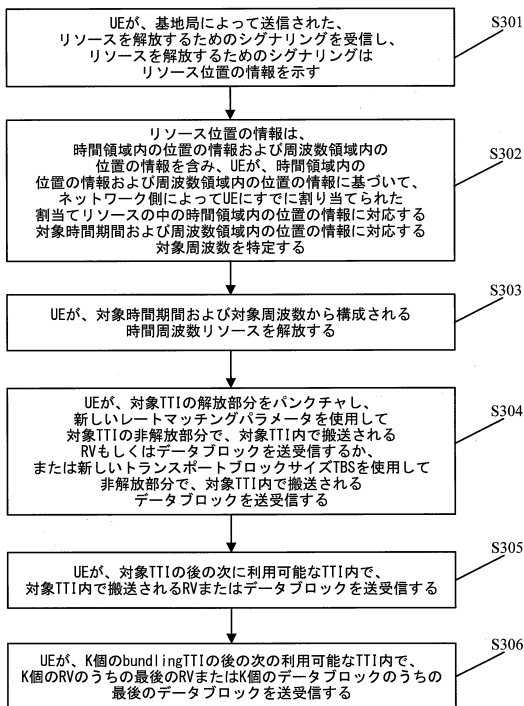 UEが、基地局によって送信された、
リソースを解放するためのシグナリングを受信し、
リソースを解放するためのシグナリングは
リソース位置の情報を示す
S301
リソース位置の情報は、
時間領域内の位置の情報および周波数領域内の
位置の情報を含み、UEが、時間領域内の
位置の情報および周波数領域内の位置の情報に基づいて、
ネットワーク側によってUEにすでに割り当てられた
割当てリソースの中の時間領域内の位置の情報に対応する
対象時間期間および周波数領域内の位置の情報に対応する
対象周波数を特定する
S302
UEが、対象時間期間および対象周波数から構成される
時間周波数リソースを解放する
S303
UEが、対象TTIの解放部分をパンクチャし、
新しいレートマッチングパラメータを使用して
対象TTIの非解放部分で、対象TTI内で搬送される
RVもしくはデータブロックを送受信するか、
または新しいトランスポートブロックサイズTBSを使用して
非解放部分で、対象TTI内で搬送される
データブロックを送受信する
S304
UEが、対象TTIの後の次に利用可能なTTI内で、
対象TTI内で搬送されるRVまたはデータブロックを送受信する
S305
UEが、K個のbundlingTTIの後の次の利用可能なTTI内で、
K個のRVのうちの最後のRVまたはK個のデータブロックのうちの
最後のデータブロックを送受信する
S306